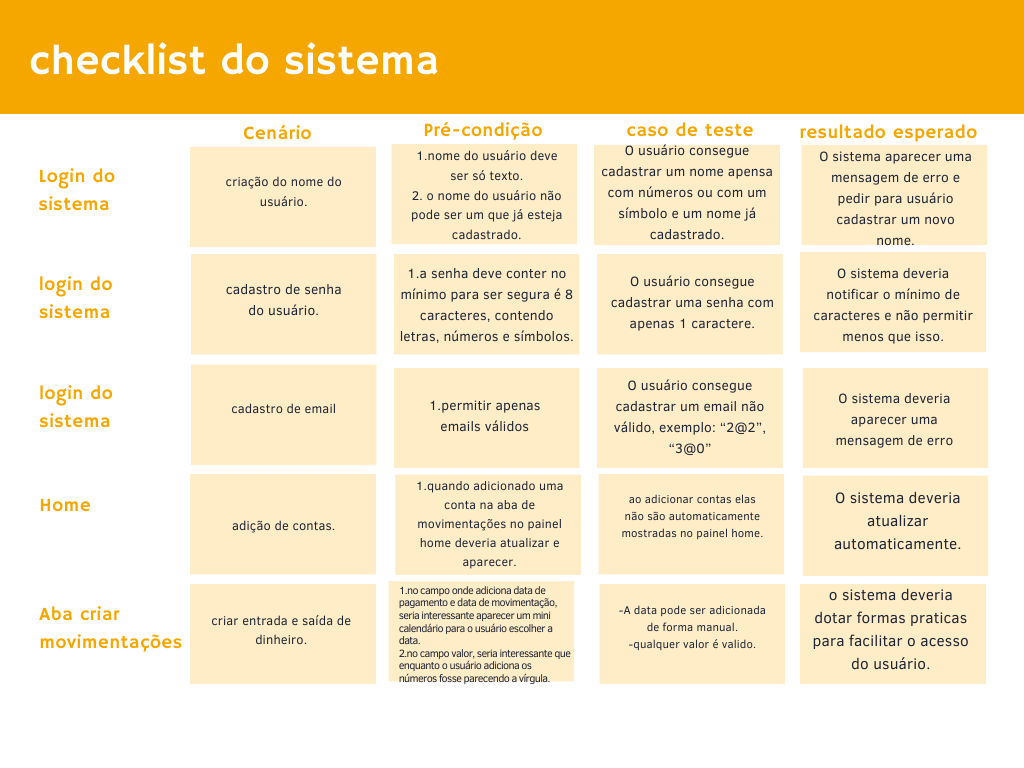 checklist do sistema
Cenário
Pré-condição
caso de teste
resultado esperado
Login do
sistema
criação do nome do
usuário.
1.nome do usuário deve
ser só texto.
2. o nome do usuário não
pode ser um que já esteja
cadastrado.
O usuário consegue
cadastrar um nome apensa
com números ou com um
símbolo e um nome já
cadastrado.
O sistema aparecer uma
mensagem de erro e
pedir para usuário
cadastrar um novo
nome.
login do
sistema
cadastro de senha
do usuário.
1.a senha deve conter no
mínimo para ser segura é 8
caracteres, contendo
letras, números e símbolos.
O usuário consegue
cadastrar uma senha com
apenas 1 caractere.
O sistema deveria
notificar o mínimo de
caracteres e não permitir
menos que isso.
login do
sistema
cadastro de email
1.permitir apenas
emails válidos
O usuário consegue
cadastrar um email não
válido, exemplo: “2@2”,
“3@0”
O sistema deveria
aparecer uma
mensagem de erro
Home
adição de contas.
1.quando adicionado uma
conta na aba de
movimentações no painel
home deveria atualizar e
aparecer.
ao adicionar contas elas
não são automaticamente
mostradas no painel home.
O sistema deveria
atualizar
automaticamente.
Aba criar
movimentações
criar entrada e saída de
dinheiro.
1.no campo onde adiciona data de
pagamento e data de movimentação,
seria interessante aparecer um mini
calendário para o usuário escolher a
data.
2.no campo valor, seria interessante que
enquanto o usuário adiciona os
números fosse parecendo a vírgula.
-A data pode ser adicionada
de forma manual.
-qualquer valor é valido.
o sistema deveria
dotar formas praticas
para facilitar o acesso
do usuário.